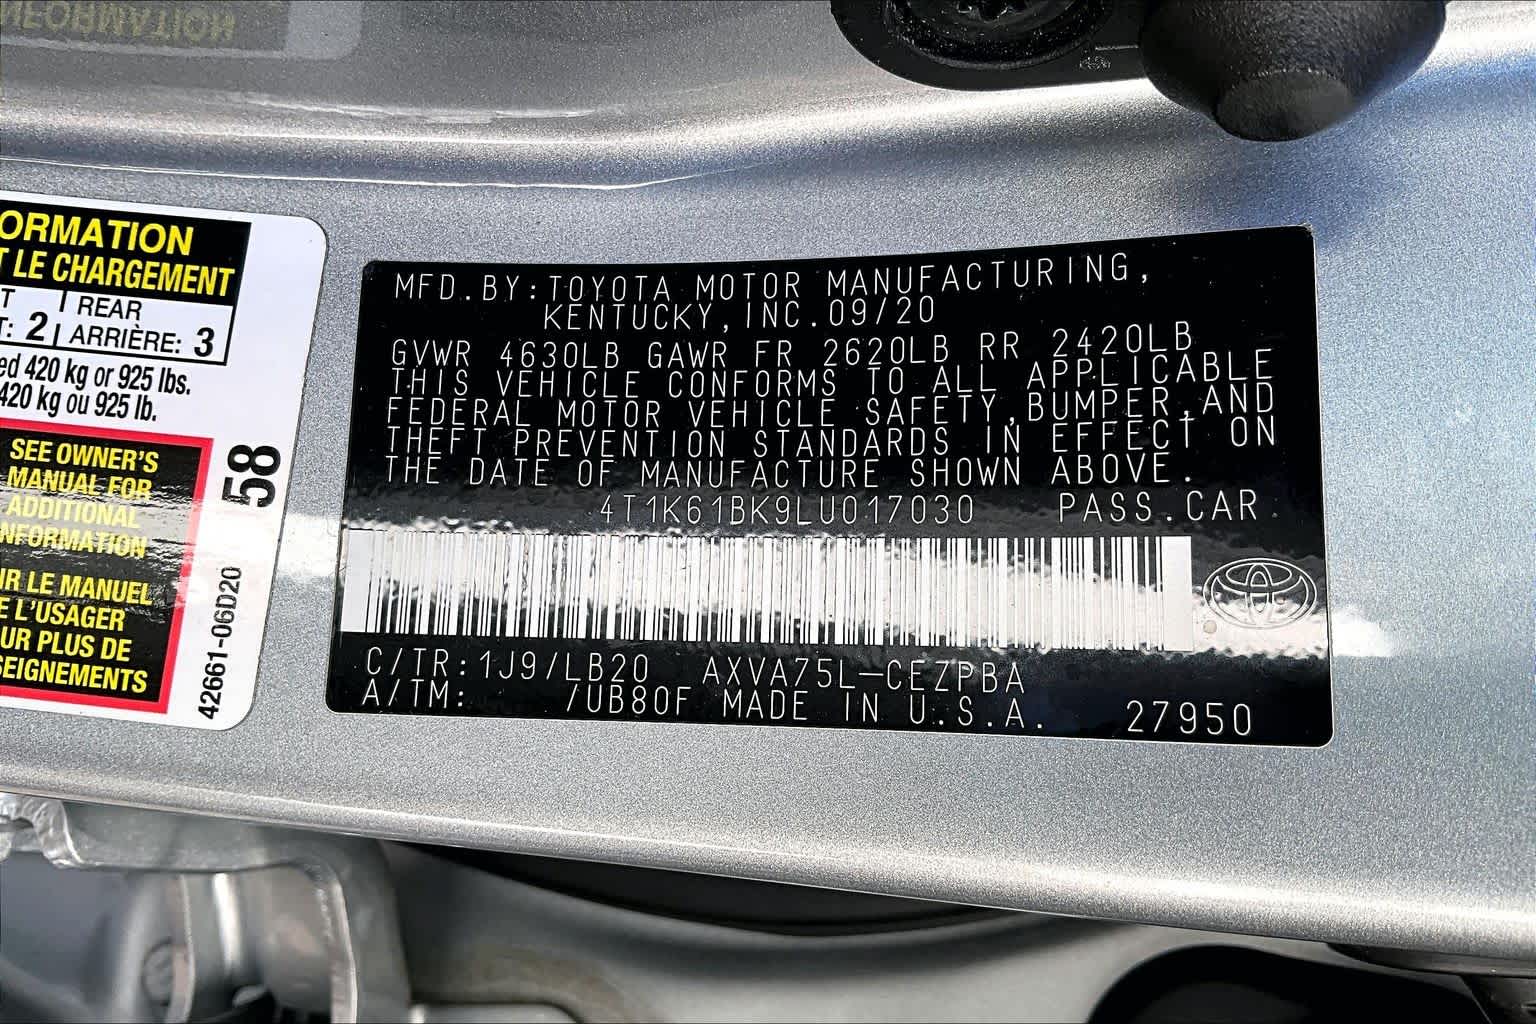 INFORMATION
ORMATION
T LE CHARGEMENT
T | REAR
T: 2 | ARRIÈRE: 3
ed 420 kg or 925 lbs.
420 kg ou 925 lb.
SEE OWNER'S
MANUAL FOR
ADDITIONAL
INFORMATION
IR LE MANUEL
E L'USAGER
UR PLUS DE
SEIGNEMENTS
58
42661-06D20
MFD.BY:TOYOTA MOTOR MANUFACTURING,
KENTUCKY,INC.09/20
GVWR 4630LB GAWR FR 2620LB RR 2420LB
THIS VEHICLE CONFORMS TO ALL APPLICABLE
FEDERAL MOTOR VEHICLE SAFETY,BUMPER,AND
THEFT PREVENTION STANDARDS IN EFFECT ON
THE DATE OF MANUFACTURE SHOWN ABOVE.
4T1K61BK9LU017030 PASS.CAR
C/TR:1J9/LB20 AXVA75L-CEZPBA
A/TM: /UB80F MADE IN U.S.A. 27950